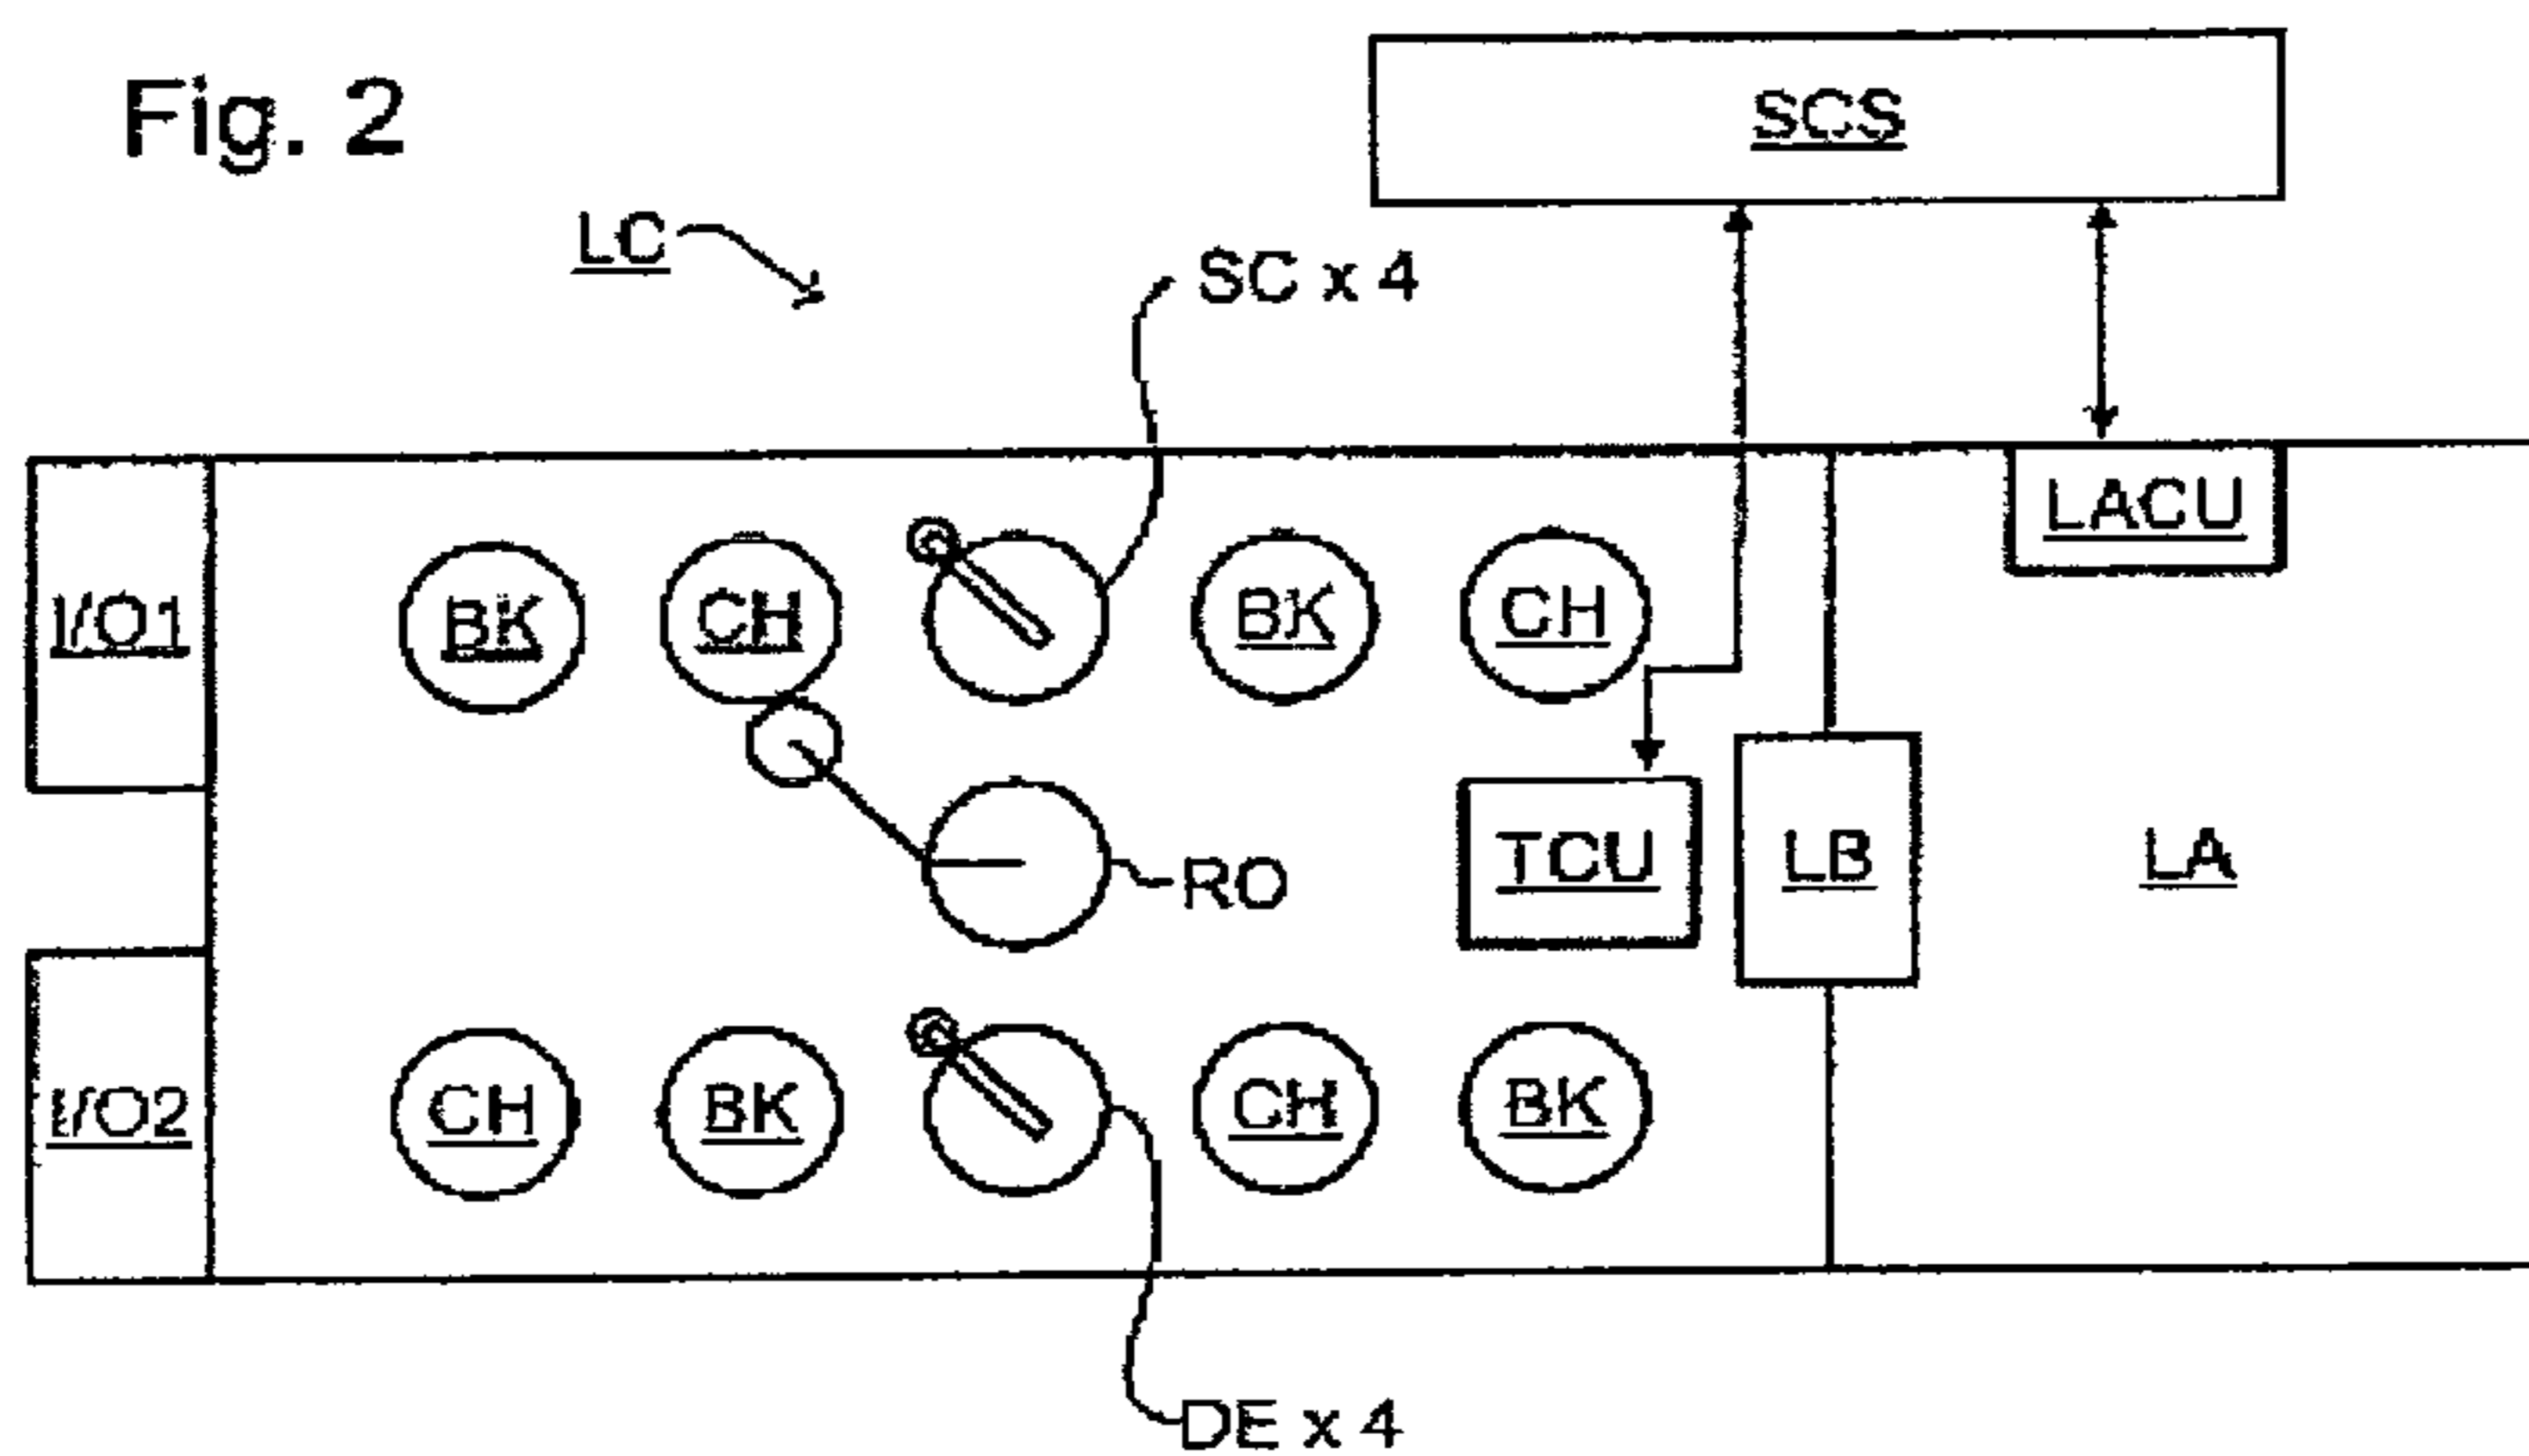 Fig. 2
SCS
LC
SC x 4
LACU
I/O1
BK
CH
BK
CH
RO
TCU
LB
LA
I/O2
CH
BK
CH
BK
DE x 4